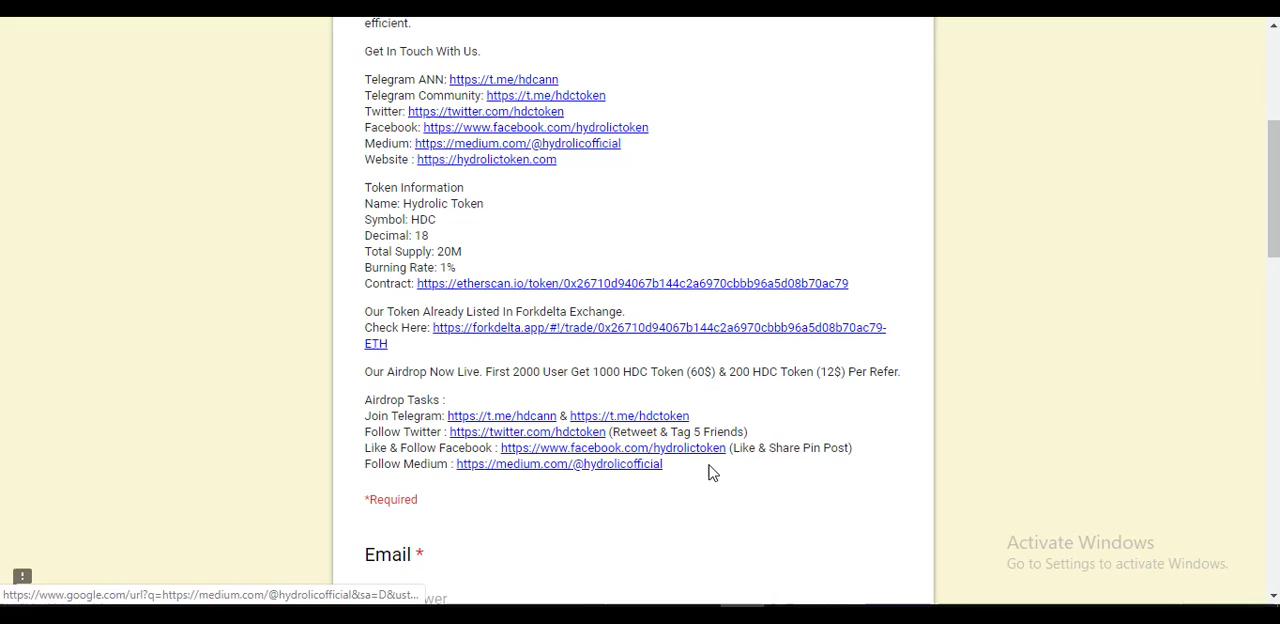 efficient.
Get In Touch With Us.
Telegram ANN: https://t.me/hdcann
Telegram Community: https://t.me/hdctoken
Twitter: https://twitter.com/hdctoken
Facebook: https://www.facebook.com/hydrolictoken
Medium: https://medium.com/@hydrolicofficial
Website : https://hydrolictoken.com
Token Information
Name: Hydrolic Token
Symbol: HDC
Decimal: 18
Total Supply: 20M
Burning Rate: 1%
Contract: https://etherscan.io/token/0x26710d94067b144c2a6970cbbb96a5d08b70ac79
Our Token Already Listed In Forkdelta Exchange.
Check Here: https://forkdelta.app/#!/trade/0x26710d94067b144c2a6970cbbb96a5d08b70ac79-
ETH
Our Airdrop Now Live. First 2000 User Get 1000 HDC Token (60$) & 200 HDC Token (12$) Per Refer.
Airdrop Tasks :
Join Telegram: https://t.me/hdcann & https://t.me/hdctoken
Follow Twitter : https://twitter.com/hdctoken (Retweet & Tag 5 Friends)
Like & Follow Facebook : https://www.facebook.com/hydrolictoken (Like & Share Pin Post)
Follow Medium : https://medium.com/@hydrolicofficial
*Required
Email *
Activate Windows
Go to Settings to activate Windows.
https://www.google.com/url?q=https://medium.com/@hydrolicofficial&sa=D&ust...